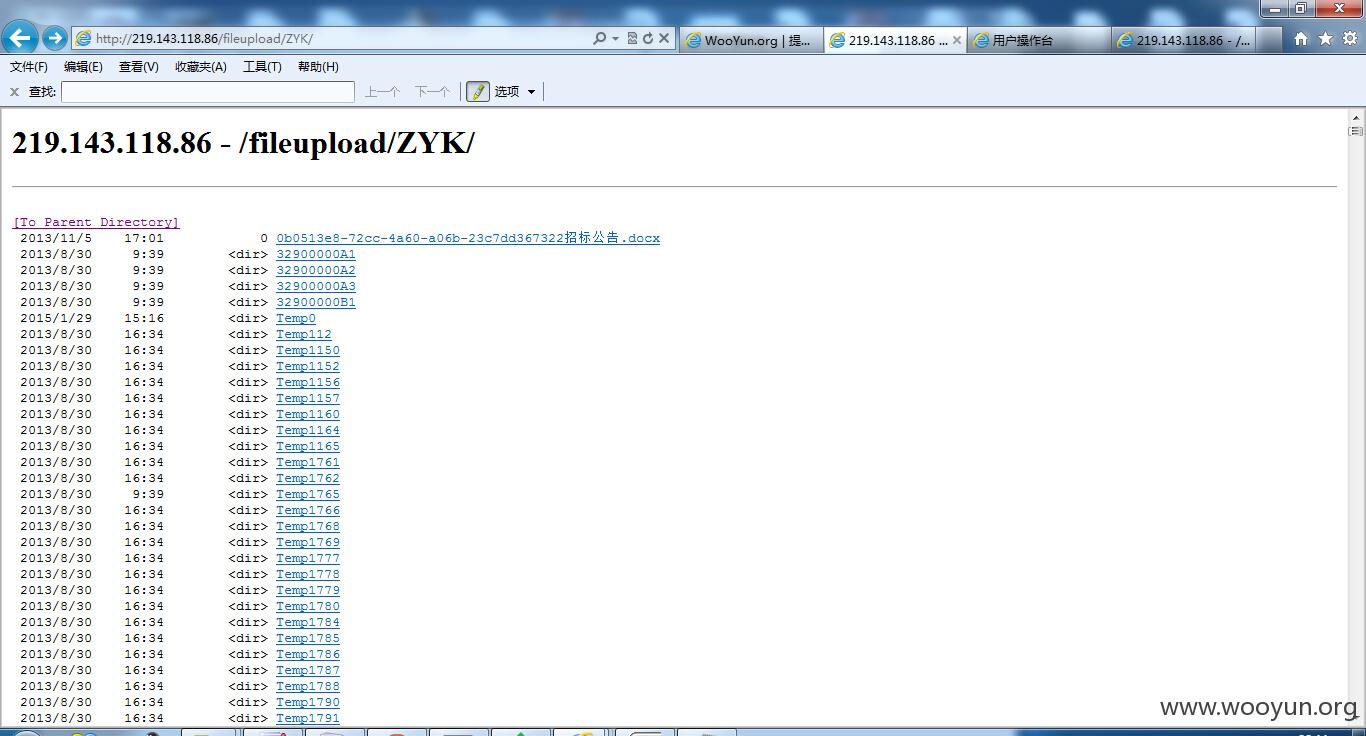 http://219.143.118.86/fileupload/ZYK/
WooYun.org | 提...
219.143.118.86 ...
用户操作台
219.143.118.86 - /...
文件(F) 编辑(E) 查看(V) 收藏夹(A) 工具(T) 帮助(H)
x 查找: 上一个 下一个 选项
219.143.118.86 - /fileupload/ZYK/
[To Parent Directory]
2013/11/5 17:01 0 0b0513e8-72cc-4a60-a06b-23c7dd367322招标公告.docx
2013/8/30 9:39 <dir> 32900000A1
2013/8/30 9:39 <dir> 32900000A2
2013/8/30 9:39 <dir> 32900000A3
2013/8/30 9:39 <dir> 32900000B1
2015/1/29 15:16 <dir> Temp0
2013/8/30 16:34 <dir> Temp112
2013/8/30 16:34 <dir> Temp1150
2013/8/30 16:34 <dir> Temp1152
2013/8/30 16:34 <dir> Temp1156
2013/8/30 16:34 <dir> Temp1157
2013/8/30 16:34 <dir> Temp1160
2013/8/30 16:34 <dir> Temp1164
2013/8/30 16:34 <dir> Temp1165
2013/8/30 16:34 <dir> Temp1761
2013/8/30 16:34 <dir> Temp1762
2013/8/30 9:39 <dir> Temp1765
2013/8/30 16:34 <dir> Temp1766
2013/8/30 16:34 <dir> Temp1768
2013/8/30 16:34 <dir> Temp1769
2013/8/30 16:34 <dir> Temp1777
2013/8/30 16:34 <dir> Temp1778
2013/8/30 16:34 <dir> Temp1779
2013/8/30 16:34 <dir> Temp1780
2013/8/30 16:34 <dir> Temp1784
2013/8/30 16:34 <dir> Temp1785
2013/8/30 16:34 <dir> Temp1786
2013/8/30 16:34 <dir> Temp1787
2013/8/30 16:34 <dir> Temp1788
2013/8/30 16:34 <dir> Temp1790
2013/8/30 16:34 <dir> Temp1791
www.wooyun.org